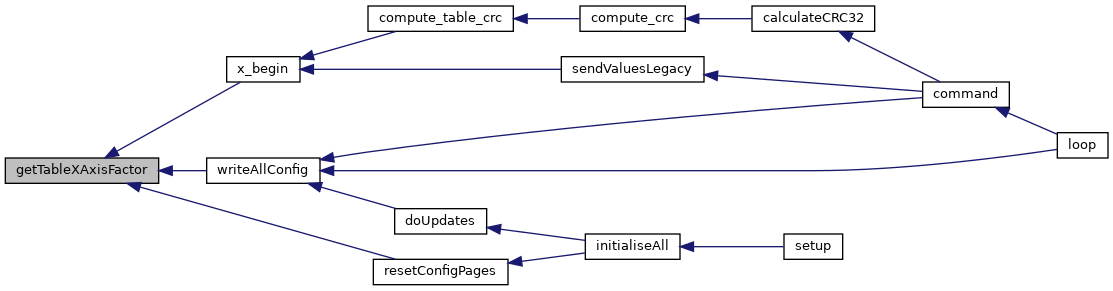 compute_table_crc
compute_crc
calculateCRC32
x_begin
sendValuesLegacy
command
loop
getTableXAxisFactor
writeAllConfig
doUpdates
initialiseAll
setup
resetConfigPages